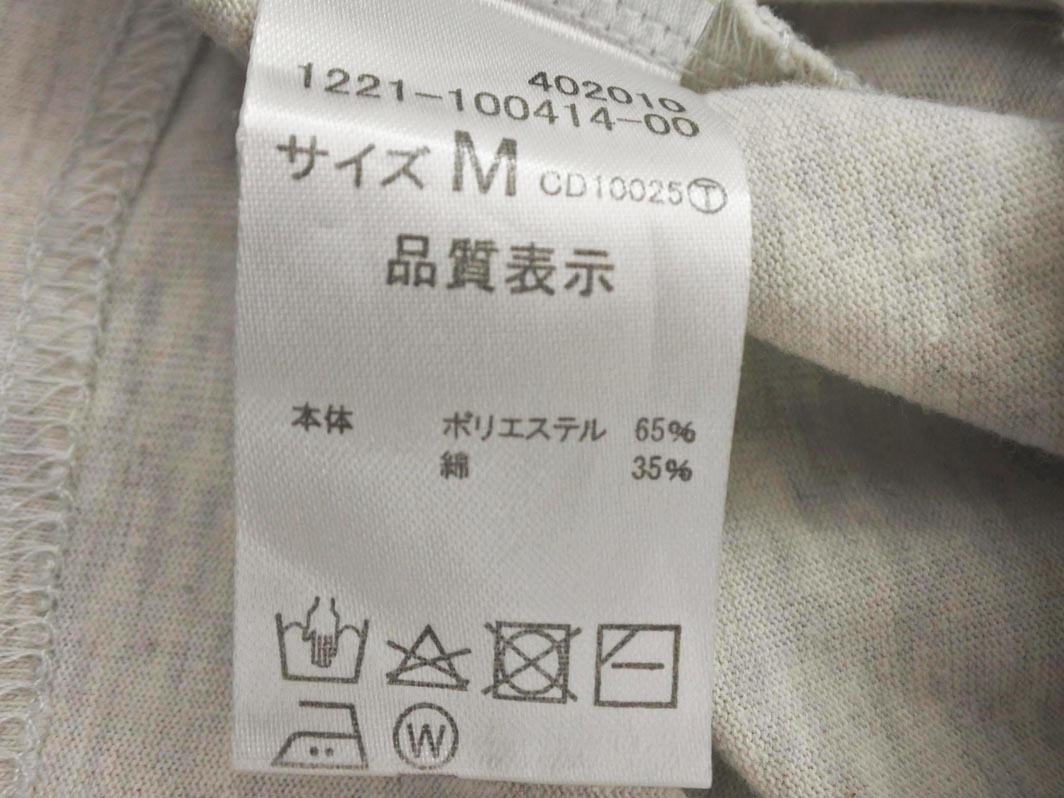 402010
1221-100414-00
サイズ M CD10025Ⓣ
品質表示
本体 ポリエステル 65%
綿 35%
Ⓦ